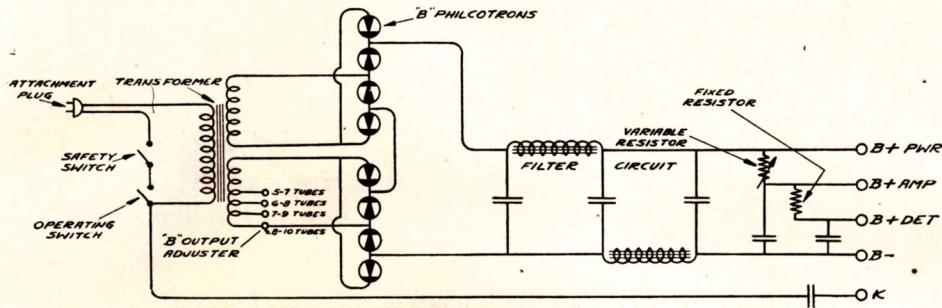 "B" PHILCOTRONS
ATTACHMENT
PLUG
TRANSFORMER
SAFETY
SWITCH
OPERATING
SWITCH
5-7 TUBES
6-8 TUBES
7-9 TUBES
8-10 TUBES
"B" OUTPUT
ADJUSTER
FILTER
CIRCUIT
FIXED
RESISTOR
VARIABLE
RESISTOR
B+ PWR
B+ AMP
B+ DET
B-
K